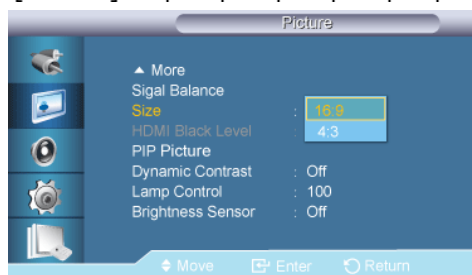 Picture
▲ More
Sigal Balance
Size : 16:9
4:3
HDMI Black Level :
PIP Picture
Dynamic Contrast : Off
Lamp Control : 100
Brightness Sensor : Off
Move Enter Return